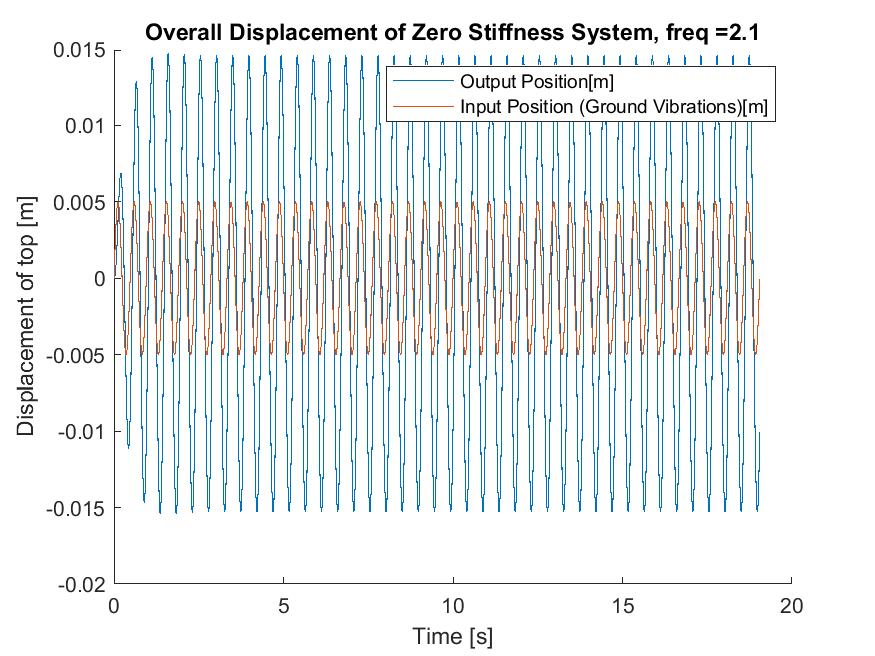 Overall Displacement of Zero Stiffness System, freq =2.1
0.015
0.01
0.005
0
-0.005
-0.01
-0.015
-0.02
Displacement of top [m]
Output Position[m]
Input Position (Ground Vibrations)[m]
0 5 10 15 20
Time [s]